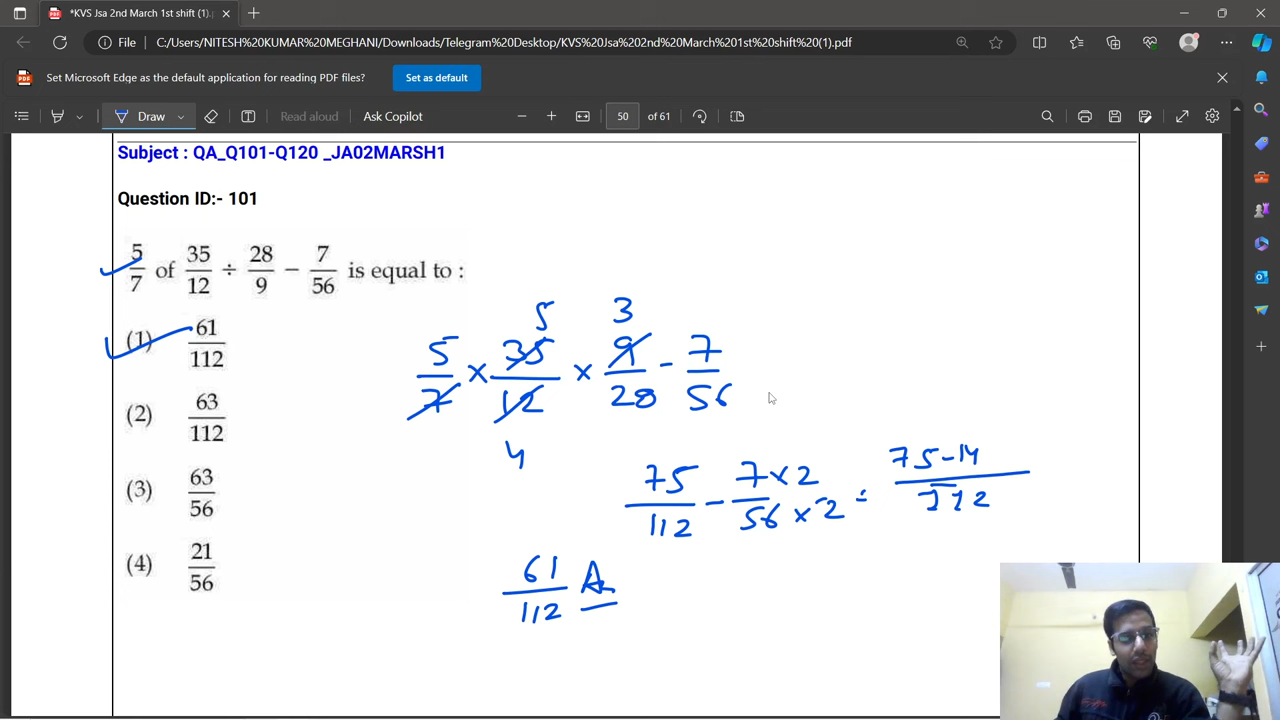 *KVS Jsa 2nd March 1st shift (1).p
File C:/Users/NITESH%20KUMAR%20MEGHANI/Downloads/Telegram%20Desktop/KVS%20Jsa%202nd%20March%201st%20shift%20(1).pdf
Set Microsoft Edge as the default application for reading PDF files? Set as default
Draw Read aloud Ask Copilot 50 of 61
Subject : QA_Q101-Q120 _JA02MARSH1
Question ID:- 101
5/7 of 35/12 ÷ 28/9 − 7/56 is equal to :
(1) 61/112
(2) 63/112
(3) 63/56
(4) 21/56
5 3
5/7 × 35/12 × 9/28 - 7/56
4
75/112 - 7×2/56×2 = 75-14/112
61/112 A